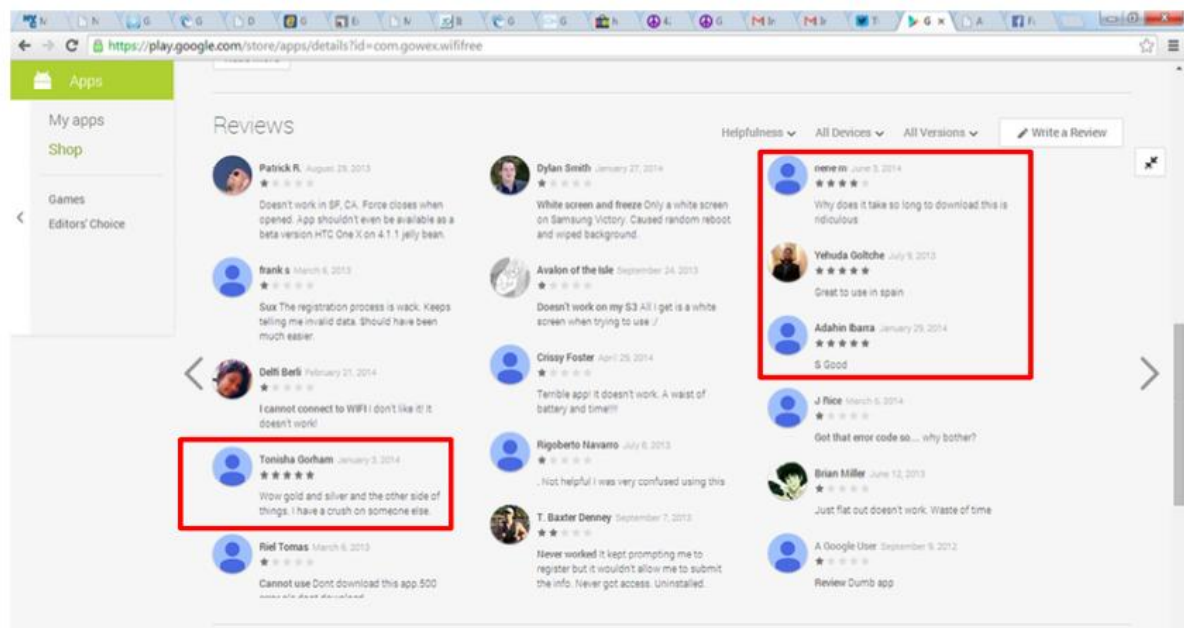 https://play.google.com/store/apps/details?id=com.gowex.wififree
Apps
My apps
Shop
Games
Editors' Choice
Reviews
Helpfulness
All Devices
All Versions
Write a Review
Patrick R. August 29, 2013
Doesn't work in SF, CA. Force closes when
opened. App shouldn't even be available as a
beta version HTC One X on 4.1.1 jelly bean.
frank s March 6, 2013
Sux The registration process is wack. Keeps
telling me invalid data. Should have been
much easier.
Delfi Berli February 21, 2014
I cannot connect to WIFI I don't like it! It
doesn't work!
Tonisha Gorham January 3, 2014
Wow gold and silver and the other side of
things. I have a crush on someone else.
Riel Tomas March 6, 2013
Cannot use Dont download this app.500
Dylan Smith January 27, 2014
White screen and freeze Only a white screen
on Samsung Victory. Caused random reboot
and wiped background.
Avalon of the Isle September 24, 2013
Doesn't work on my S3 All I get is a white
screen when trying to use :/
Crissy Foster April 29, 2014
Terrible app! It doesn't work. A waist of
battery and time!!!!
Rigoberto Navarro July 8, 2013
. Not helpful I was very confused using this
T. Baxter Denney September 7, 2013
Never worked It kept prompting me to
register but it wouldn't allow me to submit
the info. Never got access. Uninstalled.
nene m June 3, 2014
Why does it take so long to download this is
ridiculous
Yehuda Goltche July 9, 2013
Great to use in spain
Adahin Ibarra January 29, 2014
S Good
J Rice March 6, 2014
Got that error code so.... why bother?
Brian Miller June 12, 2013
Just flat out doesn't work. Waste of time
A Google User September 9, 2012
Review Dumb app